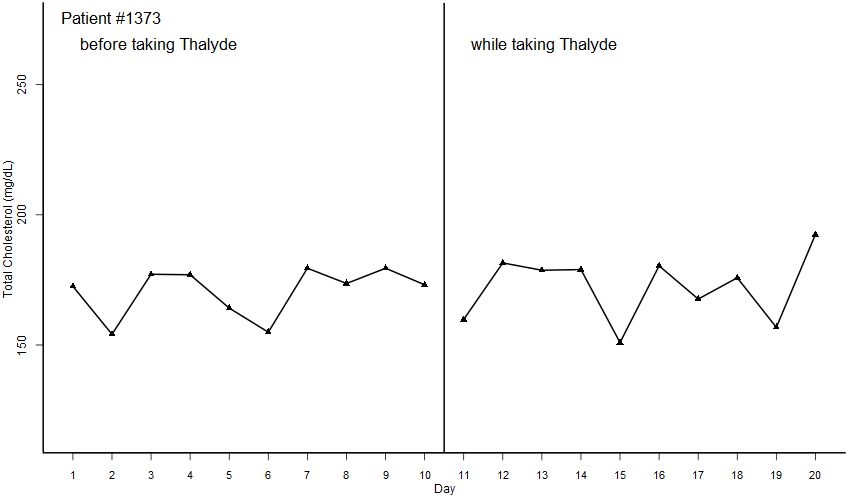 Patient #1373
before taking Thalyde
while taking Thalyde
250
200
150
Total Cholesterol (mg/dL)
1 2 3 4 5 6 7 8 9 10 11 12 13 14 15 16 17 18 19 20
Day